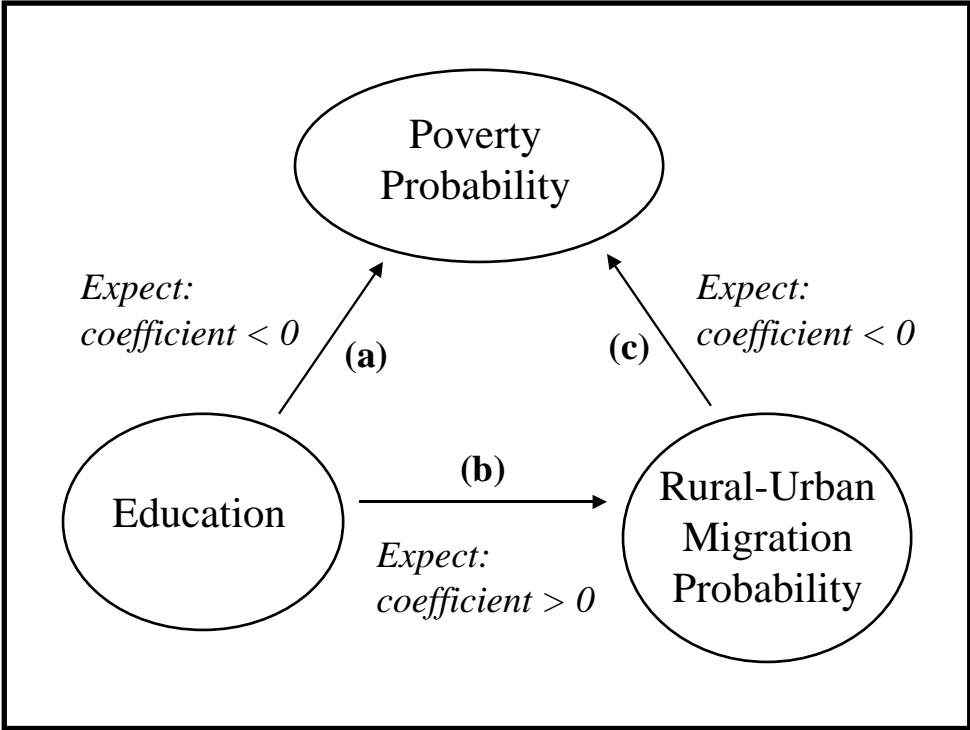 Poverty
Probability
Expect:
coefficient < 0
(a)
(c)
Expect:
coefficient < 0
Education
(b)
Expect:
coefficient > 0
Rural-Urban
Migration
Probability